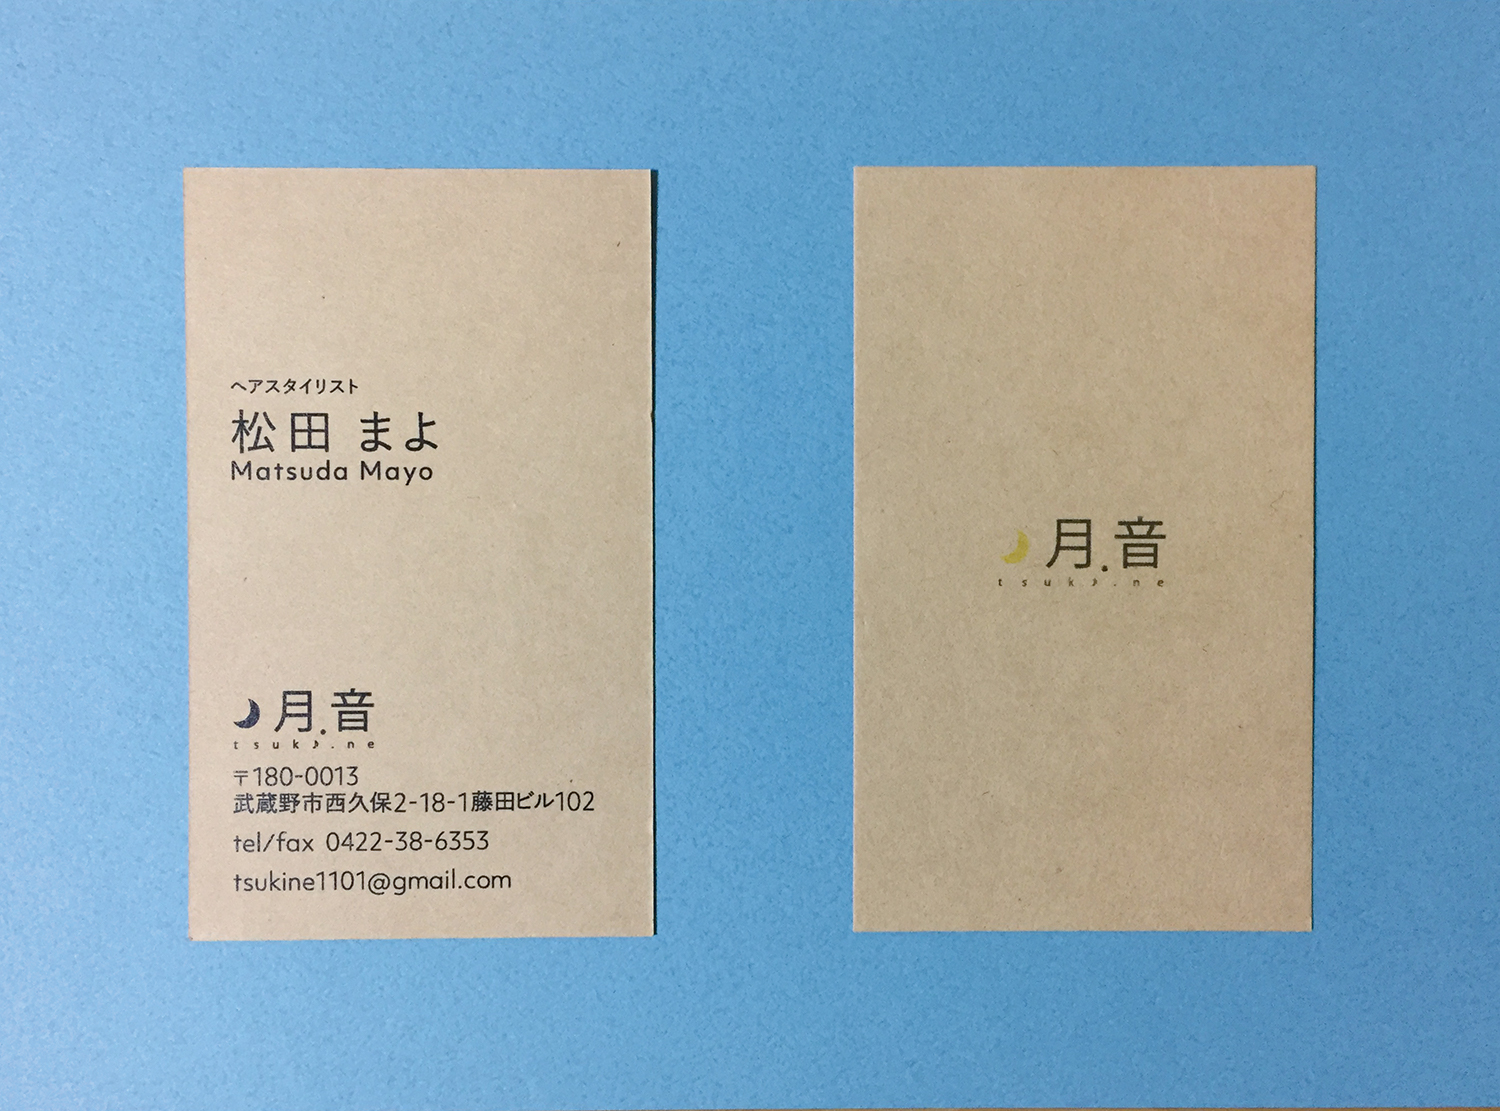 ヘアスタイリスト
松田 まよ
Matsuda Mayo
月.音
tsuk♪.ne
〒180-0013
武蔵野市西久保2-18-1藤田ビル102
tel/fax 0422-38-6353
tsukine1101@gmail.com
月.音
tsuk♪.ne